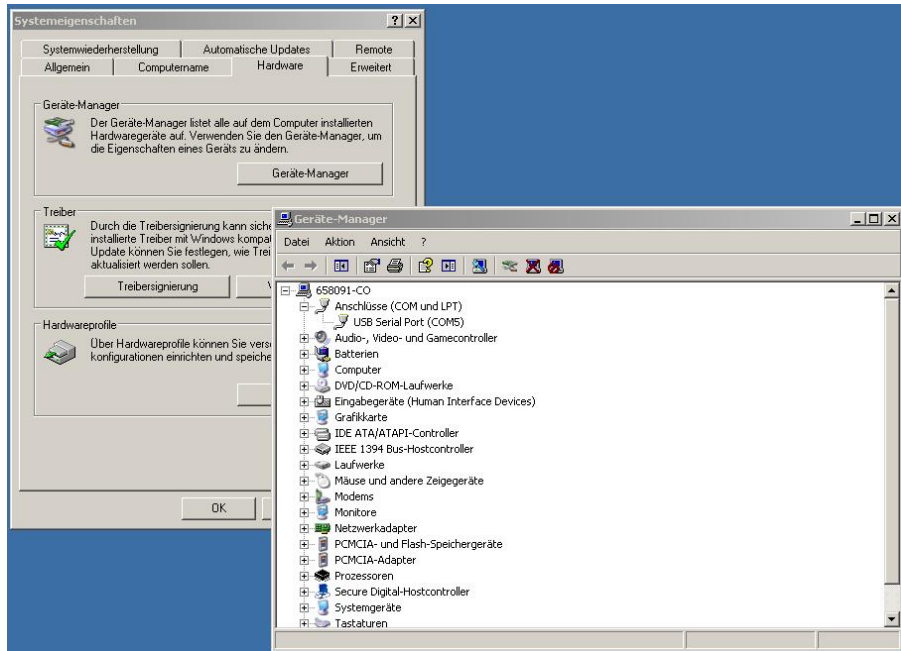 Systemeigenschaften
Systemwiederherstellung Automatische Updates Remote
Allgemein Computername Hardware Erweitert
Geräte-Manager
Der Geräte-Manager listet alle auf dem Computer installierten
Hardwaregeräte auf. Verwenden Sie den Geräte-Manager, um
die Eigenschaften eines Geräts zu ändern.
Geräte-Manager
Treiber
Durch die Treibersignierung kann siche
installierte Treiber mit Windows kompat
Update können Sie festlegen, wie Trei
aktualisiert werden sollen.
Treibersignierung
Hardwareprofile
Über Hardwareprofile können Sie vers
konfigurationen einrichten und speiche
OK
Geräte-Manager
Datei Aktion Ansicht ?
658091-CO
Anschlüsse (COM und LPT)
USB Serial Port (COM5)
Audio-, Video- und Gamecontroller
Batterien
Computer
DVD/CD-ROM-Laufwerke
Eingabegeräte (Human Interface Devices)
Grafikkarte
IDE ATA/ATAPI-Controller
IEEE 1394 Bus-Hostcontroller
Laufwerke
Mäuse und andere Zeigegeräte
Modems
Monitore
Netzwerkadapter
PCMCIA- und Flash-Speichergeräte
PCMCIA-Adapter
Prozessoren
Secure Digital-Hostcontroller
Systemgeräte
Tastaturen